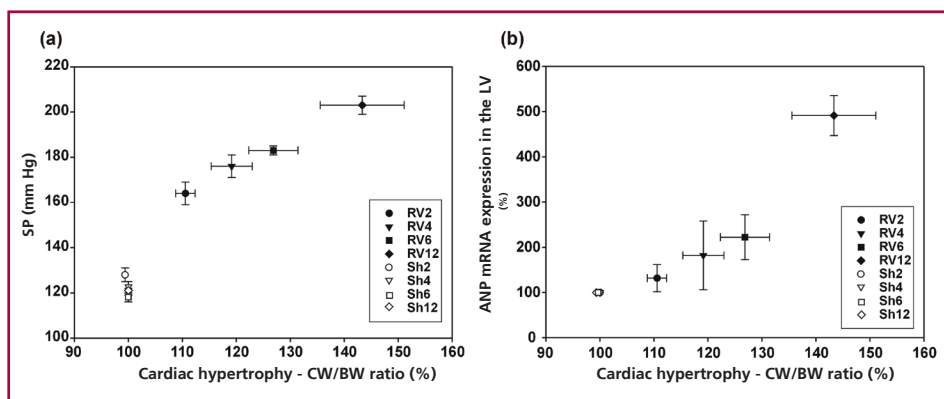 (a)
SP (mm Hg)
220
200
180
160
140
120
100
90 100 110 120 130 140 150 160
Cardiac hypertrophy - CW/BW ratio (%)
RV2
RV4
RV6
RV12
Sh2
Sh4
Sh6
Sh12
(b)
ANP mRNA expression in the LV
(%)
600
500
400
300
200
100
0
90 100 110 120 130 140 150 160
Cardiac hypertrophy - CW/BW ratio (%)
RV2
RV4
RV6
RV12
Sh2
Sh4
Sh6
Sh12